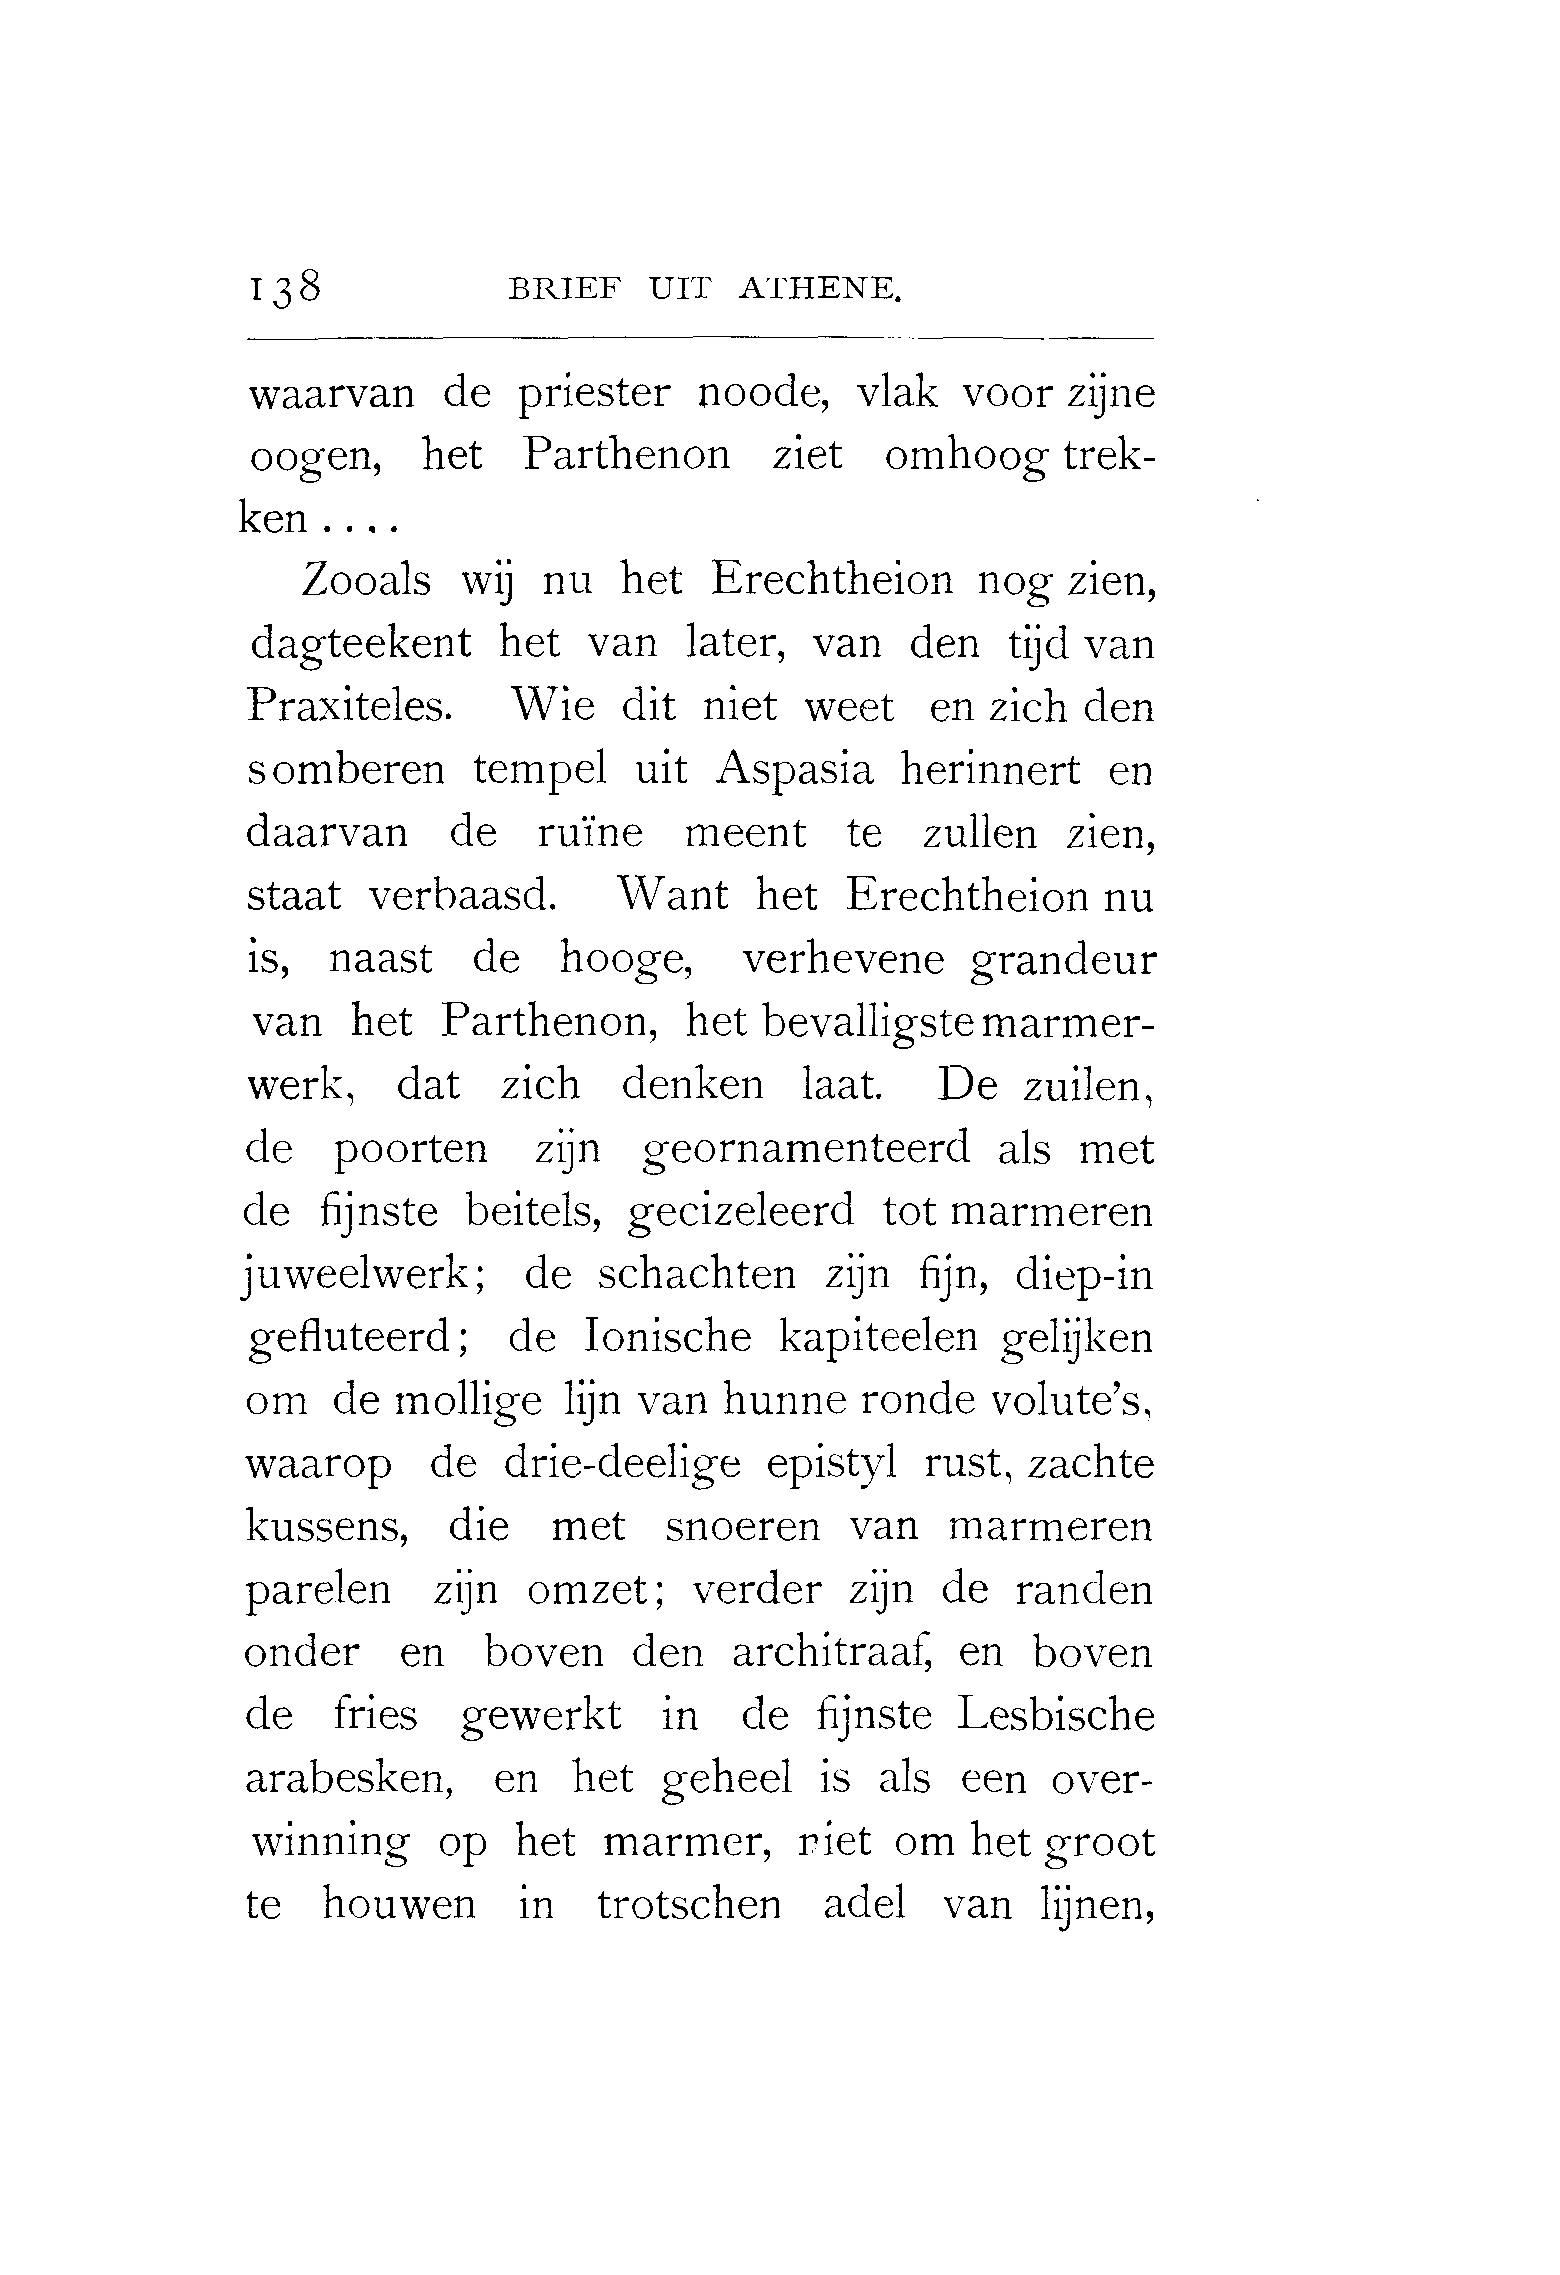 138 BRIEF UIT ATHENE.
waarvan de priester noode, vlak voor zijne
oogen, het Parthenon ziet omhoog trek-
ken ....
Zooals wij nu het Erechtheion nog zien,
dagteekent het van later, van den tijd van
Praxiteles. Wie dit niet weet en zich den
somberen tempel uit Aspasia herinnert en
daarvan de ruïne meent te zullen zien,
staat verbaasd. Want het Erechtheion nu
is, naast de hooge, verhevene grandeur
van het Parthenon, het bevalligste marmer-
werk, dat zich denken laat. De zuilen,
de poorten zijn geornamenteerd als met
de fijnste beitels, gecizeleerd tot marmeren
juweelwerk; de schachten zijn fijn, diep-in
gefluteerd; de Ionische kapiteelen gelijken
om de mollige lijn van hunne ronde volute's,
waarop de drie-deelige epistyl rust, zachte
kussens, die met snoeren van marmeren
parelen zijn omzet; verder zijn de randen
onder en boven den architraaf, en boven
de fries gewerkt in de fijnste Lesbische
arabesken, en het geheel is als een over-
winning op het marmer, niet om het groot
te houwen in trotschen adel van lijnen,